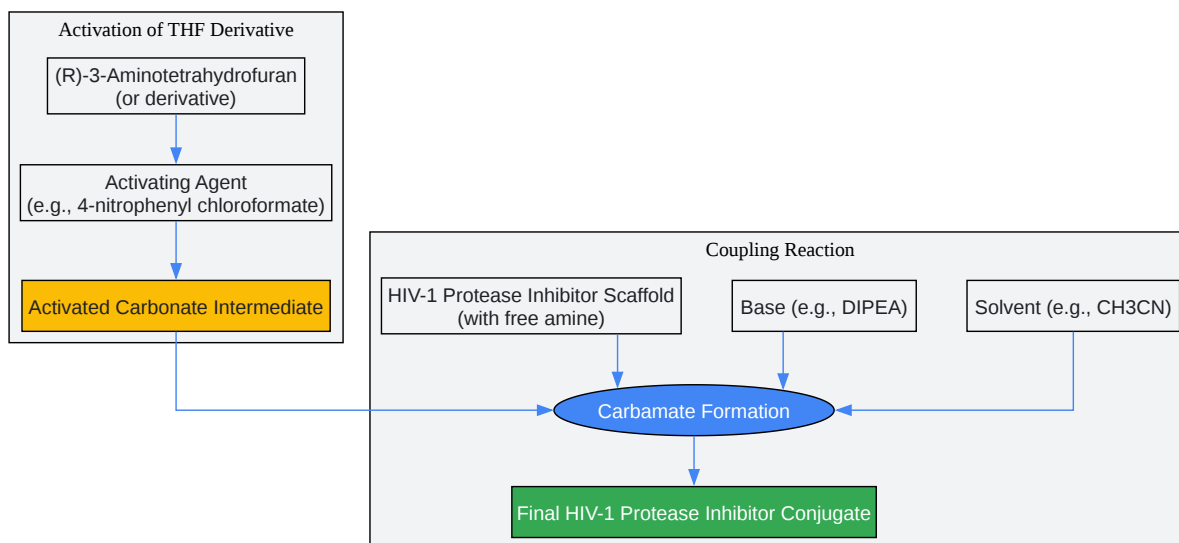 Activation of THF Derivative
(R)-3-Aminotetrahydrofuran
(or derivative)
Activating Agent
(e.g., 4-nitrophenyl chloroformate)
Activated Carbonate Intermediate
Coupling Reaction
HIV-1 Protease Inhibitor Scaffold
(with free amine)
Base (e.g., DIPEA)
Solvent (e.g., CH3CN)
Carbamate Formation
Final HIV-1 Protease Inhibitor Conjugate